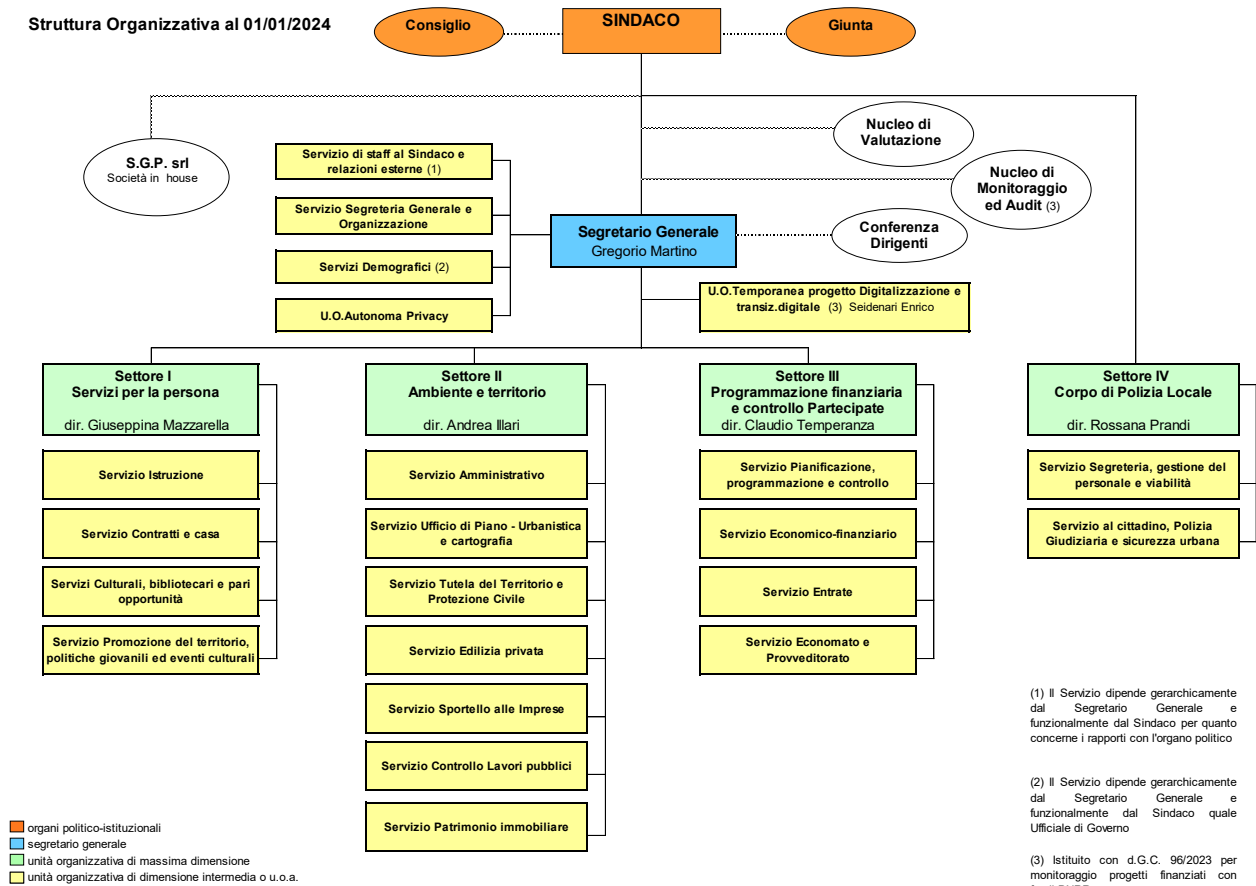 Struttura Organizzativa al 01/01/2024
Consiglio
SINDACO
Giunta
Nucleo di
Valutazione
S.G.P. srl
Società in house
Servizio di staff al Sindaco e
relazioni esterne (1)
Nucleo di
Monitoraggio
ed Audit (3)
Servizio Segreteria Generale e
Organizzazione
Segretario Generale
Gregorio Martino
Conferenza
Dirigenti
Servizi Demografici (2)
U.O.Autonoma Privacy
U.O.Temporanea progetto Digitalizzazione e
transiz.digitale (3) Seidenari Enrico
Settore I
Servizi per la persona
dir. Giuseppina Mazzarella
Servizio Istruzione
Servizio Contratti e casa
Servizi Culturali, bibliotecari e pari
opportunità
Servizio Promozione del territorio,
politiche giovanili ed eventi culturali
Settore II
Ambiente e territorio
dir. Andrea Illari
Servizio Amministrativo
Servizio Ufficio di Piano - Urbanistica
e cartografia
Servizio Tutela del Territorio e
Protezione Civile
Servizio Edilizia privata
Servizio Sportello alle Imprese
Servizio Controllo Lavori pubblici
Servizio Patrimonio immobiliare
Settore III
Programmazione finanziaria
e controllo Partecipate
dir. Claudio Temperanza
Servizio Pianificazione,
programmazione e controllo
Servizio Economico-finanziario
Servizio Entrate
Servizio Economato e
Provveditorato
Settore IV
Corpo di Polizia Locale
dir. Rossana Prandi
Servizio Segreteria, gestione del
personale e viabilità
Servizio al cittadino, Polizia
Giudiziaria e sicurezza urbana
(1) Il Servizio dipende gerarchicamente
dal Segretario Generale e
funzionalmente dal Sindaco per quanto
concerne i rapporti con l'organo politico
(2) Il Servizio dipende gerarchicamente
dal Segretario Generale e
funzionalmente dal Sindaco quale
Ufficiale di Governo
(3) Istituito con d.G.C. 96/2023 per
monitoraggio progetti finanziati con
organi politico-istituzionali
segretario generale
unità organizzativa di massima dimensione
unità organizzativa di dimensione intermedia o u.o.a.